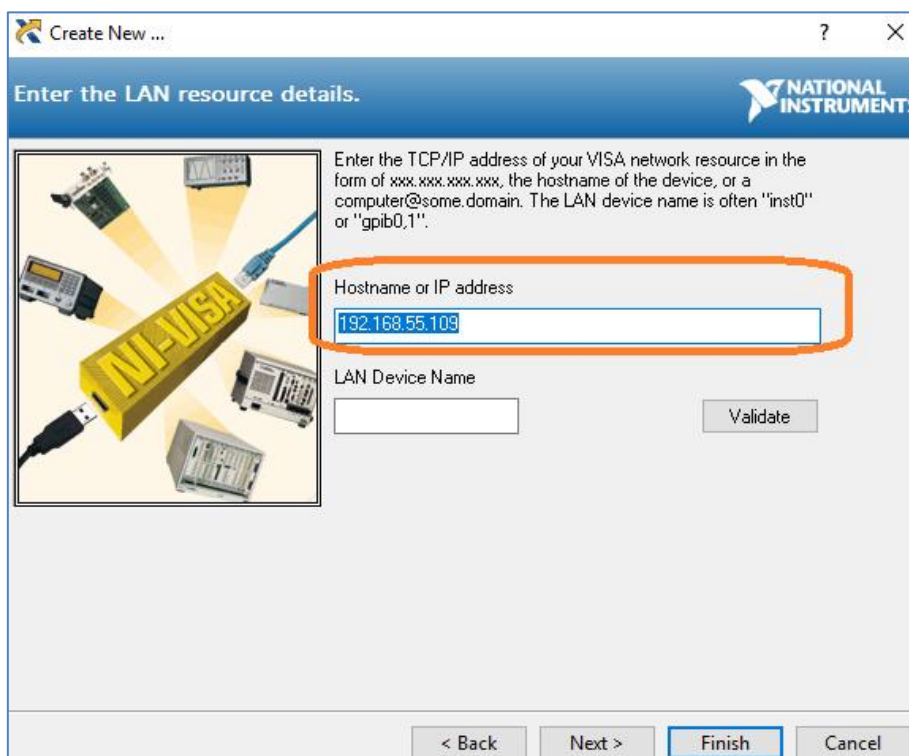 Create New ...
?
Enter the LAN resource details.
NATIONAL
INSTRUMENTS
Enter the TCP/IP address of your VISA network resource in the
form of xxx.xxx.xxx.xxx, the hostname of the device, or a
computer@some.domain. The LAN device name is often "inst0"
or "gpib0,1".
Hostname or IP address
192.168.55.109
LAN Device Name
Validate
NI-VISA
< Back Next > Finish Cancel